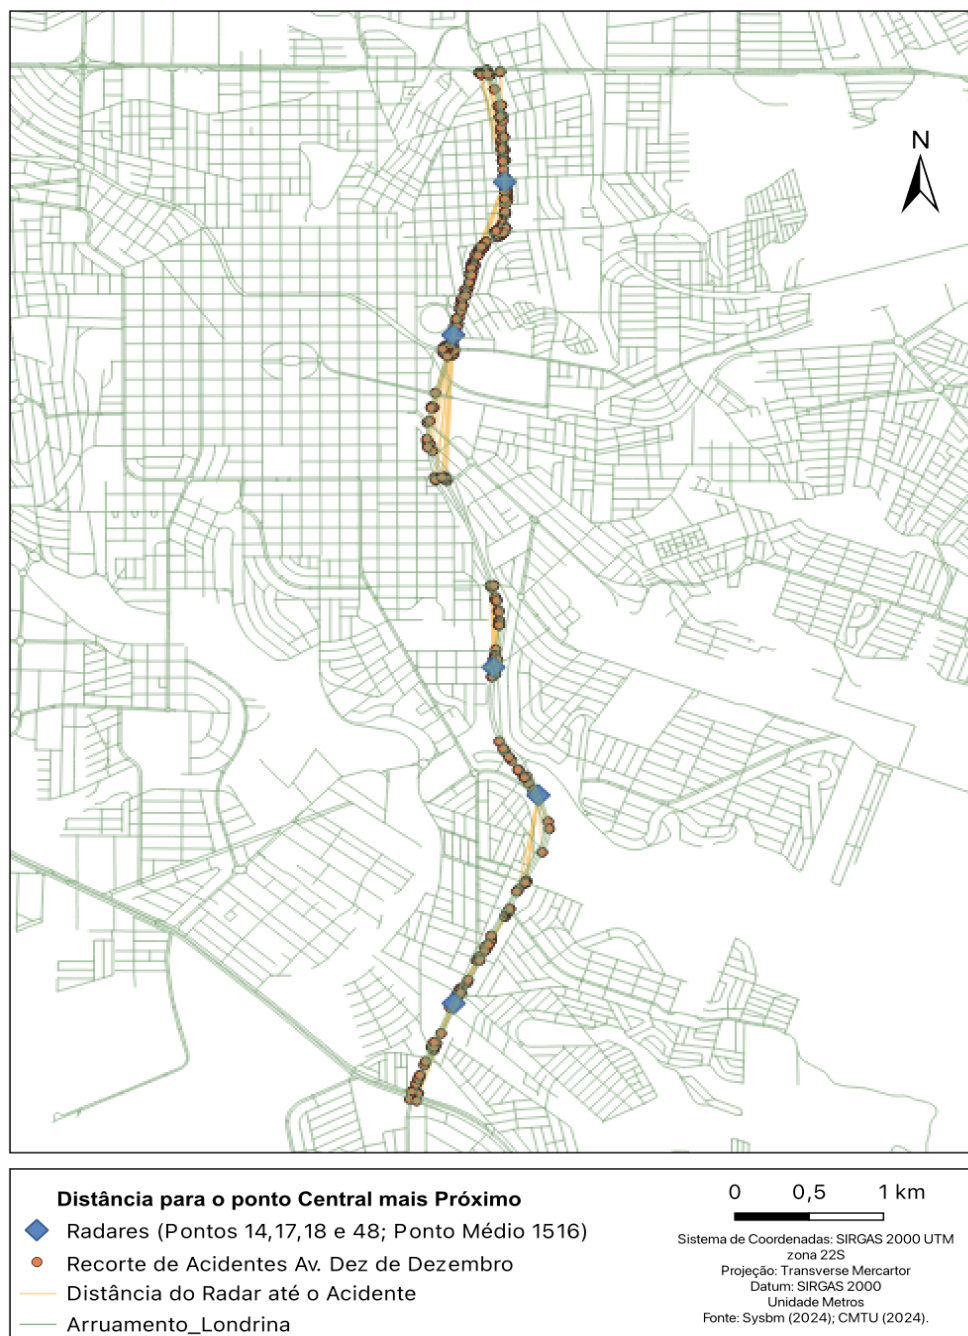 N
Distância para o ponto Central mais Próximo
Radares (Pontos 14,17,18 e 48; Ponto Médio 1516)
Recorte de Acidentes Av. Dez de Dezembro
Distância do Radar até o Acidente
Arruamento_Londrina
0 0,5 1 km
Sistema de Coordenadas: SIRGAS 2000 UTM
zona 22S
Projeção: Transverse Mercartor
Datum: SIRGAS 2000
Unidade Metros
Fonte: Sysbm (2024); CMTU (2024).